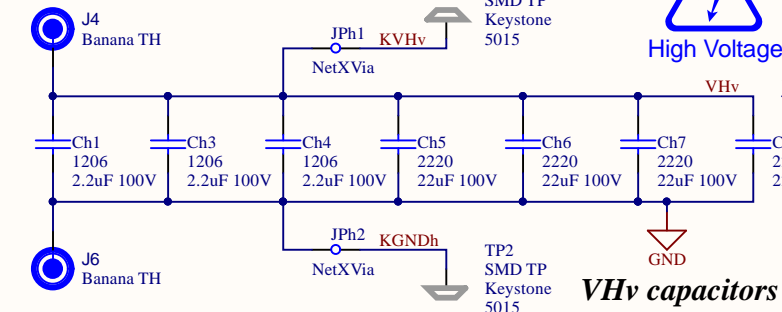 J4
Banana TH
JPh1
KVHv
NetXVia
SMD TP
Keystone
5015
High Voltage
VHv
Ch1
1206
2.2uF 100V
Ch3
1206
2.2uF 100V
Ch4
1206
2.2uF 100V
Ch5
2220
22uF 100V
Ch6
2220
22uF 100V
Ch7
2220
22uF 100V
J6
Banana TH
JPh2
KGNDh
NetXVia
TP2
SMD TP
Keystone
5015
GND
VHv capacitors